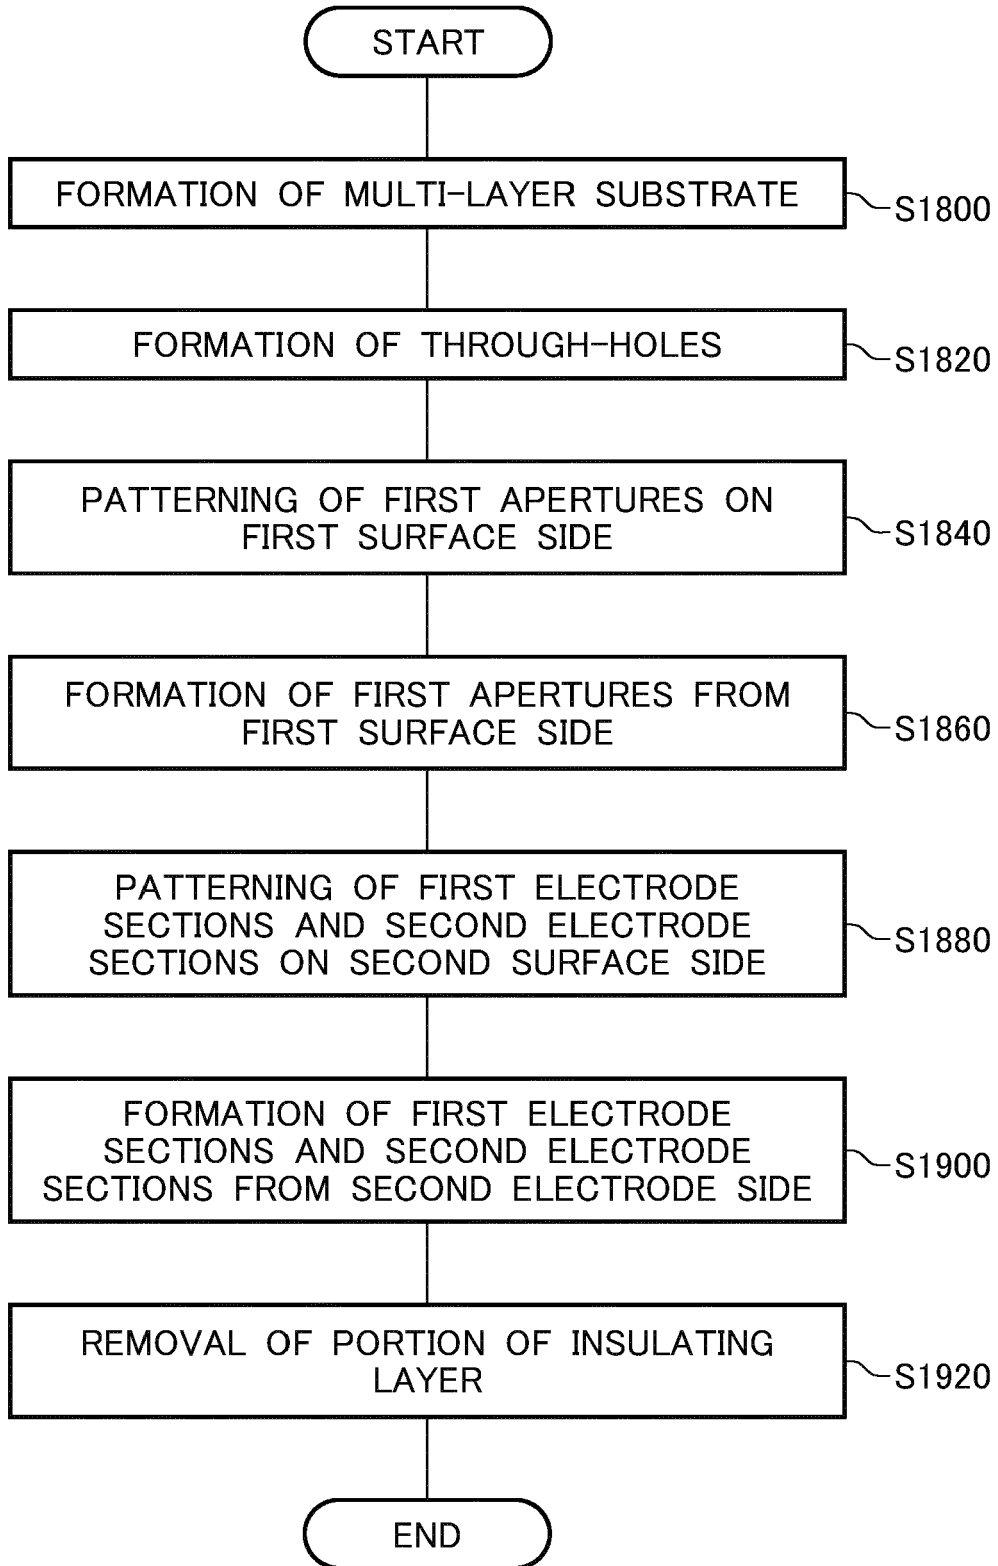 START
FORMATION OF MULTI-LAYER SUBSTRATE
S1800
FORMATION OF THROUGH-HOLES
S1820
PATTERNING OF FIRST APERTURES ON
FIRST SURFACE SIDE
S1840
FORMATION OF FIRST APERTURES FROM
FIRST SURFACE SIDE
S1860
PATTERNING OF FIRST ELECTRODE
SECTIONS AND SECOND ELECTRODE
SECTIONS ON SECOND SURFACE SIDE
S1880
FORMATION OF FIRST ELECTRODE
SECTIONS AND SECOND ELECTRODE
SECTIONS FROM SECOND ELECTRODE SIDE
S1900
REMOVAL OF PORTION OF INSULATING
LAYER
S1920
END